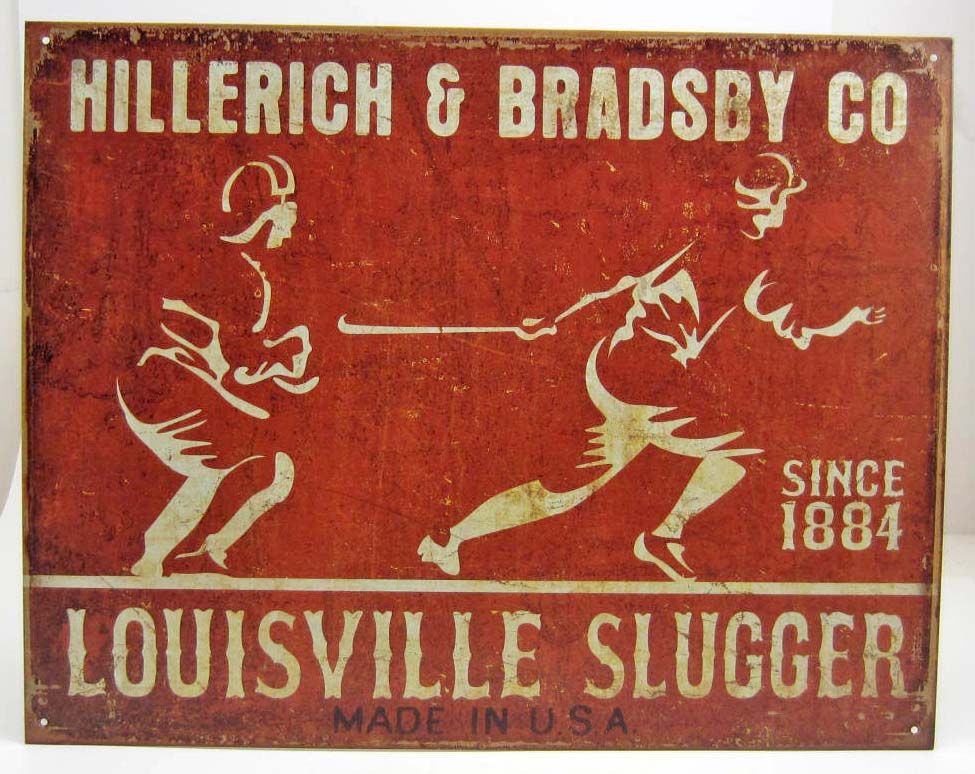 HILLERICH & BRADSBY CO
SINCE
1884
LOUISVILLE SLUGGER
MADE IN U.S.A.